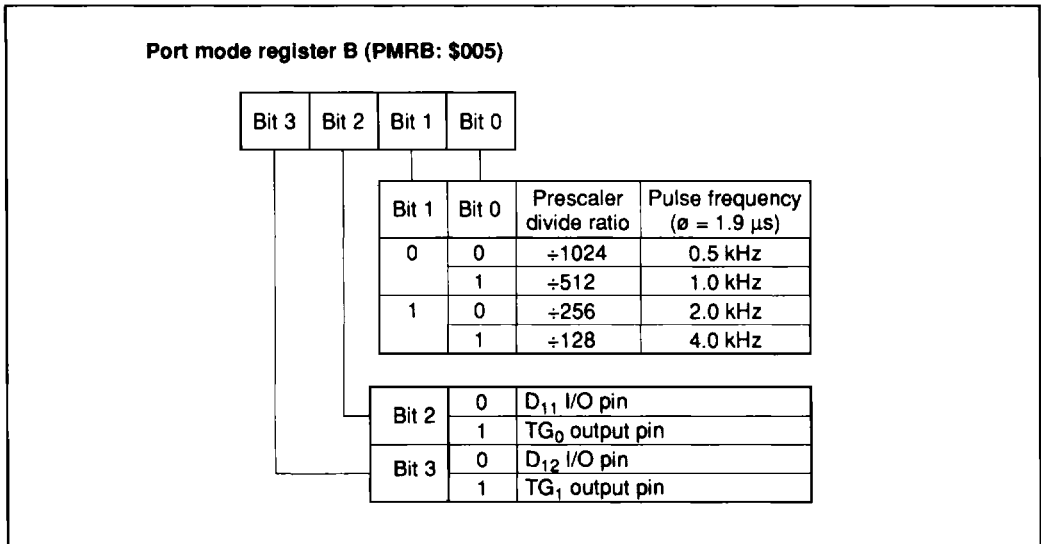 Port mode register B (PMRB: $005)
Bit 3 Bit 2 Bit 1 Bit 0
Bit 1 Bit 0 Prescaler divide ratio Pulse frequency (ø = 1.9 µs)
0 0 ÷1024 0.5 kHz
1 ÷512 1.0 kHz
1 0 ÷256 2.0 kHz
1 ÷128 4.0 kHz
Bit 2 0 D₁₁ I/O pin
1 TG₀ output pin
Bit 3 0 D₁₂ I/O pin
1 TG₁ output pin